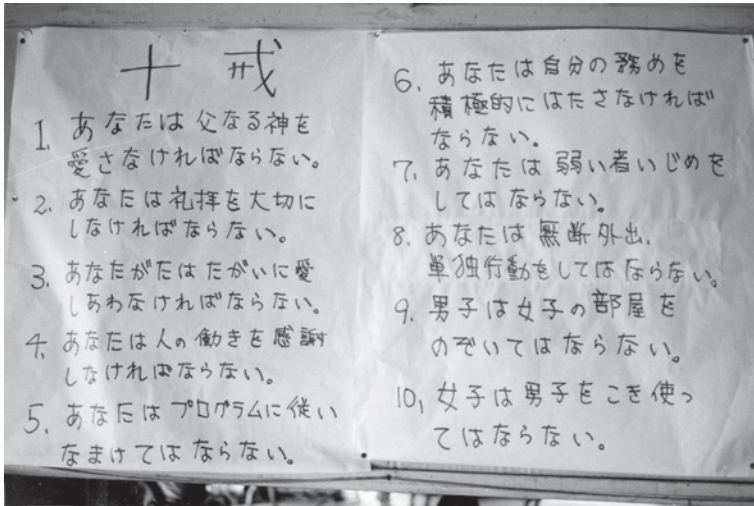 十戒
1. あなたは父なる神を
愛さなければならない。
2. あなたは礼拝を大切に
しなければならない。
3. あなたがたはたがいに愛
しあわなければならない。
4. あなたは人の働きを感謝
しなければならない。
5. あなたはプログラムに従い
なまけてはならない。
6. あなたは自分の務めを
積極的にはたさなければ
ならない。
7. あなたは弱い者いじめを
してはならない。
8. あなたは無断外出、
単独行動をしてはならない。
9. 男子は女子の部屋を
のぞいてはならない。
10, 女子は男子をこき使っ
てはならない。